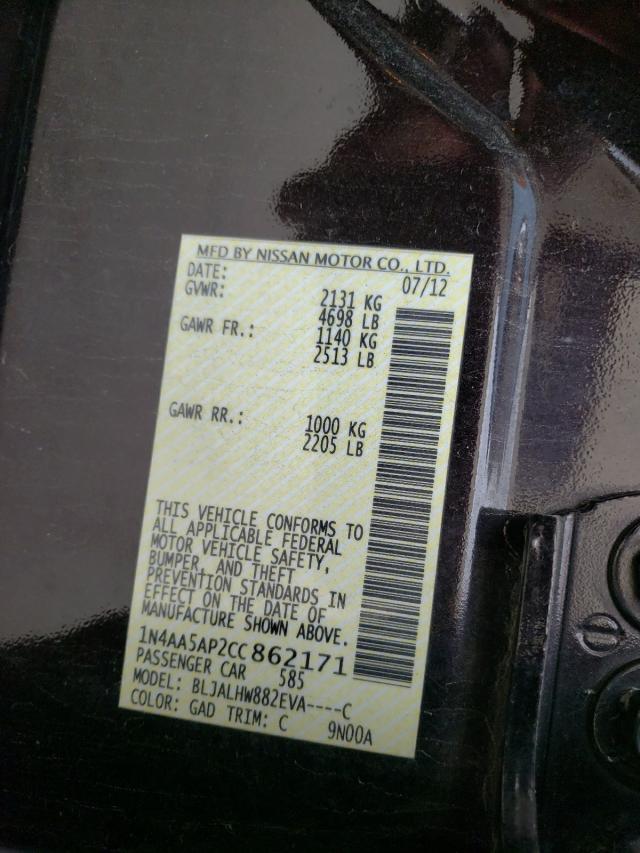 MFD BY NISSAN MOTOR CO., LTD.
DATE: 07/12
GVWR: 2131 KG
4698 LB
GAWR FR.: 1140 KG
2513 LB
GAWR RR.: 1000 KG
2205 LB
THIS VEHICLE CONFORMS TO
ALL APPLICABLE FEDERAL
MOTOR VEHICLE SAFETY,
BUMPER, AND THEFT
PREVENTION STANDARDS IN
EFFECT ON THE DATE OF
MANUFACTURE SHOWN ABOVE.
1N4AA5AP2CC862171
PASSENGER CAR 585
MODEL: BLJALHW882EVA----C
COLOR: GAD TRIM: C 9N00A